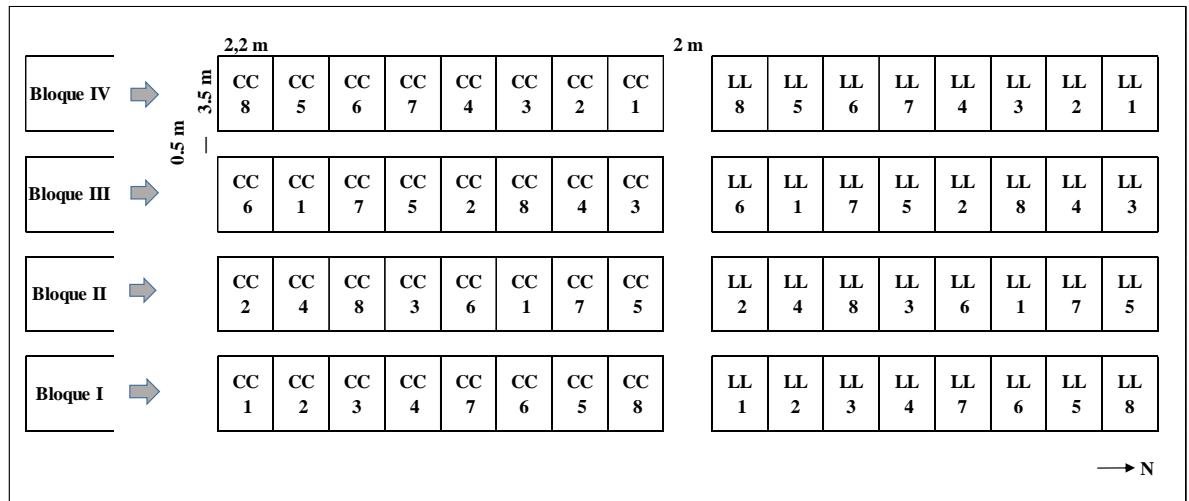 2,2 m 2 m
Bloque IV 3.5 m CC CC CC CC CC CC CC CC LL LL LL LL LL LL LL LL
8 5 6 7 4 3 2 1 8 5 6 7 4 3 2 1
0.5 m
Bloque III CC CC CC CC CC CC CC CC LL LL LL LL LL LL LL LL
6 1 7 5 2 8 4 3 6 1 7 5 2 8 4 3
Bloque II CC CC CC CC CC CC CC CC LL LL LL LL LL LL LL LL
2 4 8 3 6 1 7 5 2 4 8 3 6 1 7 5
Bloque I CC CC CC CC CC CC CC CC LL LL LL LL LL LL LL LL
1 2 3 4 7 6 5 8 1 2 3 4 7 6 5 8
N